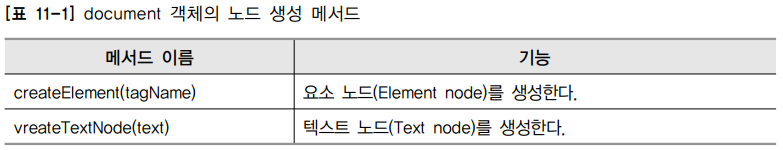 [표 11-1] document 객체의 노드 생성 메서드
메서드 이름 기능
createElement(tagName) 요소 노드(Element node)를 생성한다.
vreateTextNode(text) 텍스트 노드(Text node)를 생성한다.